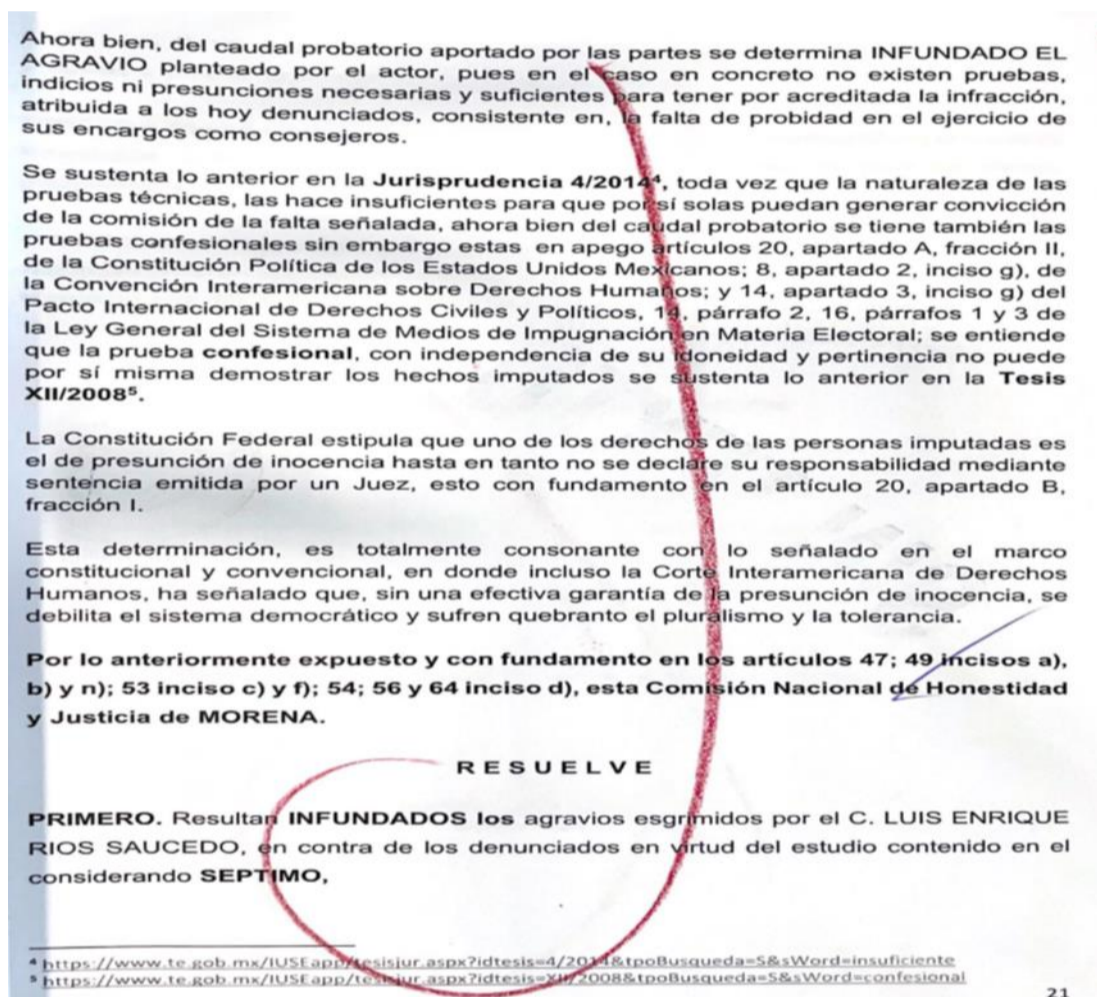 Ahora bien, del caudal probatorio aportado por las partes se determina INFUNDADO EL
AGRAVIO planteado por el actor, pues en el caso en concreto no existen pruebas,
indicios ni presunciones necesarias y suficientes para tener por acreditada la infracción,
atribuida a los hoy denunciados, consistente en, la falta de probidad en el ejercicio de
sus encargos como consejeros.
Se sustenta lo anterior en la Jurisprudencia 4/2014⁴, toda vez que la naturaleza de las
pruebas técnicas, las hace insuficientes para que por sí solas puedan generar convicción
de la comisión de la falta señalada, ahora bien del caudal probatorio se tiene también las
pruebas confesionales sin embargo estas en apego artículos 20, apartado A, fracción II,
de la Constitución Política de los Estados Unidos Mexicanos; 8, apartado 2, inciso g), de
la Convención Interamericana sobre Derechos Humanos; y 14, apartado 3, inciso g) del
Pacto Internacional de Derechos Civiles y Políticos, 14, párrafo 2, 16, párrafos 1 y 3 de
la Ley General del Sistema de Medios de Impugnación en Materia Electoral; se entiende
que la prueba confesional, con independencia de su idoneidad y pertinencia no puede
por sí misma demostrar los hechos imputados se sustenta lo anterior en la Tesis
XII/2008⁵.
La Constitución Federal estipula que uno de los derechos de las personas imputadas es
el de presunción de inocencia hasta en tanto no se declare su responsabilidad mediante
sentencia emitida por un Juez, esto con fundamento en el artículo 20, apartado B,
fracción I.
Esta determinación, es totalmente consonante con lo señalado en el marco
constitucional y convencional, en donde incluso la Corte Interamericana de Derechos
Humanos, ha señalado que, sin una efectiva garantía de la presunción de inocencia, se
debilita el sistema democrático y sufren quebranto el pluralismo y la tolerancia.
Por lo anteriormente expuesto y con fundamento en los artículos 47; 49 incisos a),
b) y n); 53 inciso c) y f); 54; 56 y 64 inciso d), esta Comisión Nacional de Honestidad
y Justicia de MORENA.
R E S U E L V E
PRIMERO. Resultan INFUNDADOS los agravios esgrimidos por el C. LUIS ENRIQUE
RIOS SAUCEDO, en contra de los denunciados en virtud del estudio contenido en el
considerando SEPTIMO,
⁴ https://www.te.gob.mx/IUSEapp/tesisjur.aspx?idtesis=4/2014&tpoBusqueda=S&sWord=insuficiente
⁵ https://www.te.gob.mx/IUSEapp/tesisjur.aspx?idtesis=XII/2008&tpoBusqueda=S&sWord=confesional
21